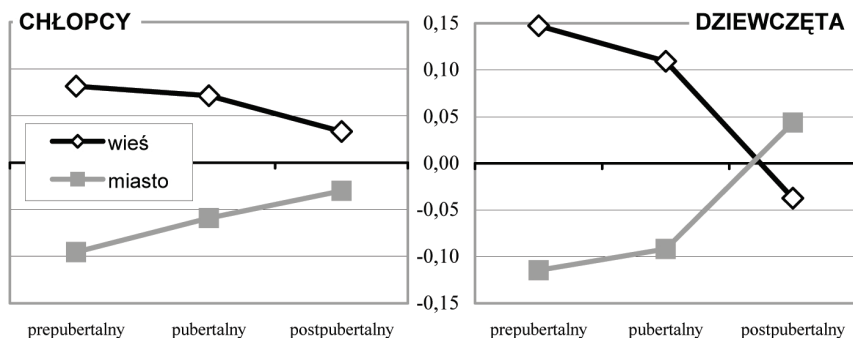 CHŁOPCY
wieś
miasto
prepubertalny pubertalny postpubertalny
0,15
0,10
0,05
0,00
-0,05
-0,10
-0,15
DZIEWCZĘTA
prepubertalny pubertalny postpubertalny